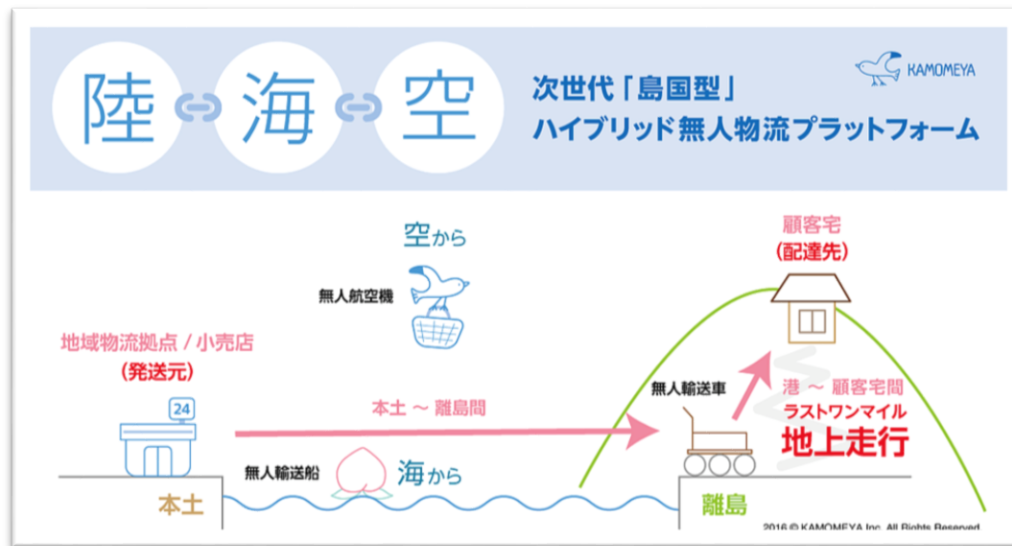 陸 海 空
次世代「島国型」
ハイブリッド無人物流プラットフォーム
KAMOMEYA
空から
無人航空機
地域物流拠点 / 小売店
(発送元)
24
本土 ~ 離島間
無人輸送船
海から
本土
顧客宅
(配達先)
無人輸送車
港 ~ 顧客宅間
ラストワンマイル
地上走行
離島
2016 © KAMOMEYA Inc. All Rights Reserved